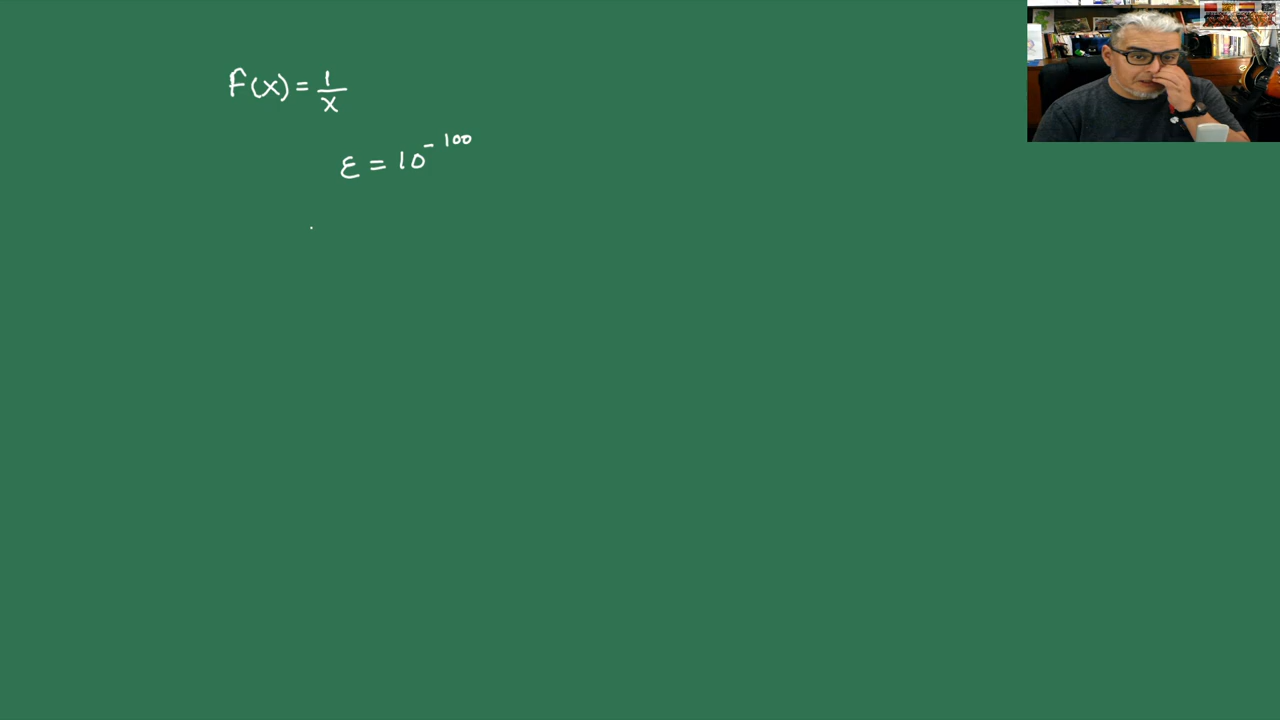 F(x) = 1/x
ε = 10^-100